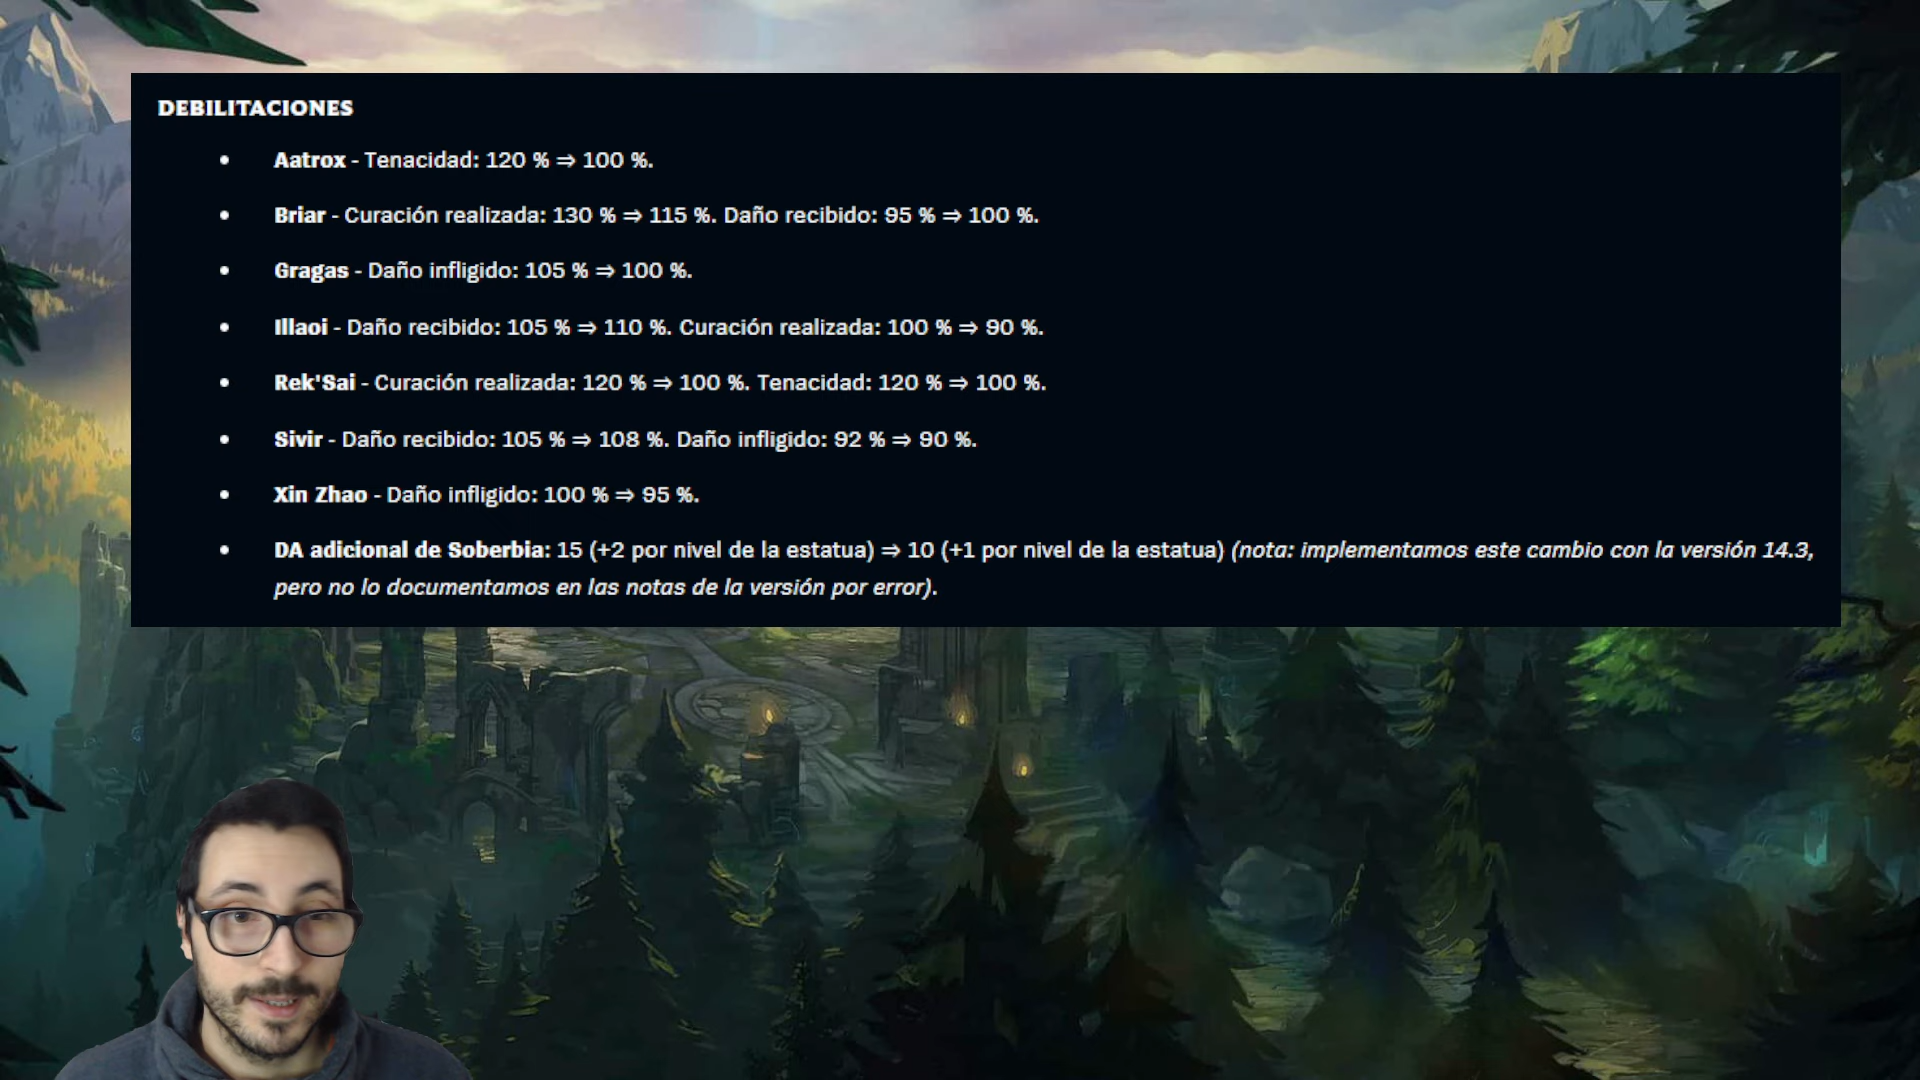 DEBILITACIONES
• Aatrox - Tenacidad: 120 % ⇒ 100 %.
• Briar - Curación realizada: 130 % ⇒ 115 %. Daño recibido: 95 % ⇒ 100 %.
• Gragas - Daño infligido: 105 % ⇒ 100 %.
• Illaoi - Daño recibido: 105 % ⇒ 110 %. Curación realizada: 100 % ⇒ 90 %.
• Rek'Sai - Curación realizada: 120 % ⇒ 100 %. Tenacidad: 120 % ⇒ 100 %.
• Sivir - Daño recibido: 105 % ⇒ 108 %. Daño infligido: 92 % ⇒ 90 %.
• Xin Zhao - Daño infligido: 100 % ⇒ 95 %.
• DA adicional de Soberbia: 15 (+2 por nivel de la estatua) ⇒ 10 (+1 por nivel de la estatua) (nota: implementamos este cambio con la versión 14.3,
pero no lo documentamos en las notas de la versión por error).